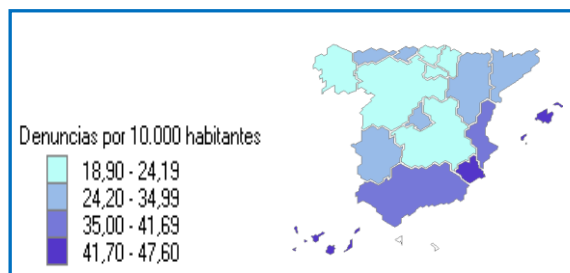 Denuncias por 10.000 habitantes
18,90 - 24,19
24,20 - 34,99
35,00 - 41,69
41,70 - 47,60